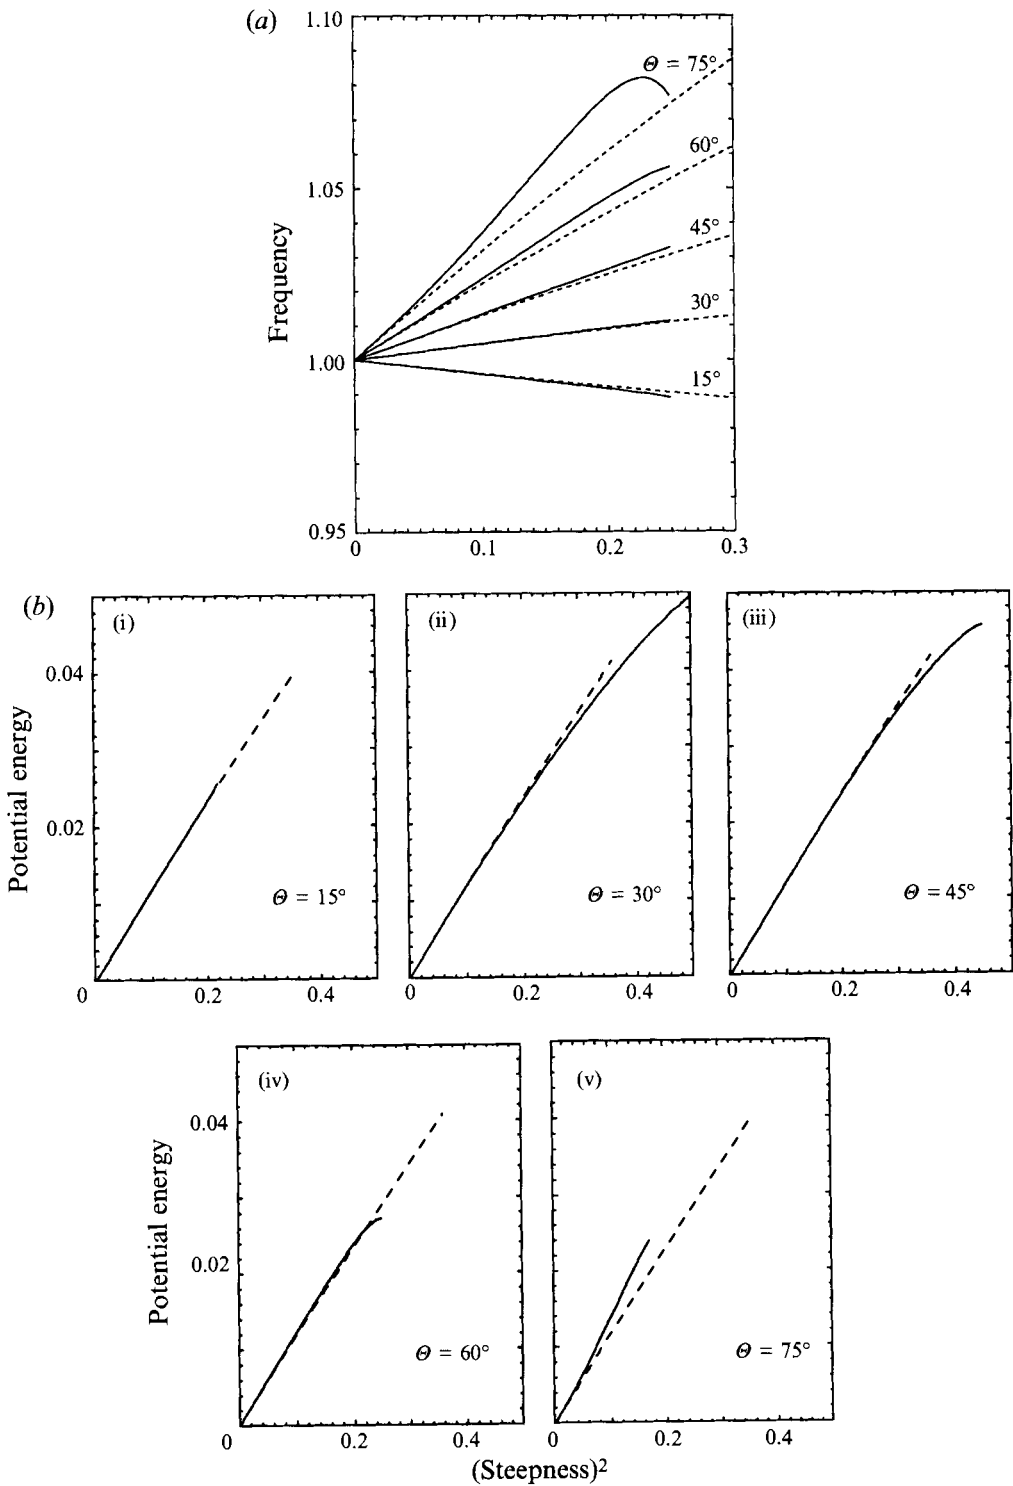 (a)
1.10
1.05
1.00
0.95
Frequency
Θ = 75°
60°
45°
30°
15°
0 0.1 0.2 0.3
(b)
(i) (ii) (iii)
0.04
0.02
Potential energy
Θ = 15° Θ = 30° Θ = 45°
0 0.2 0.4 0 0.2 0.4 0 0.2 0.4
(iv) (v)
0.04
0.02
Potential energy
Θ = 60° Θ = 75°
0 0.2 0.4 0 0.2 0.4
(Steepness)²